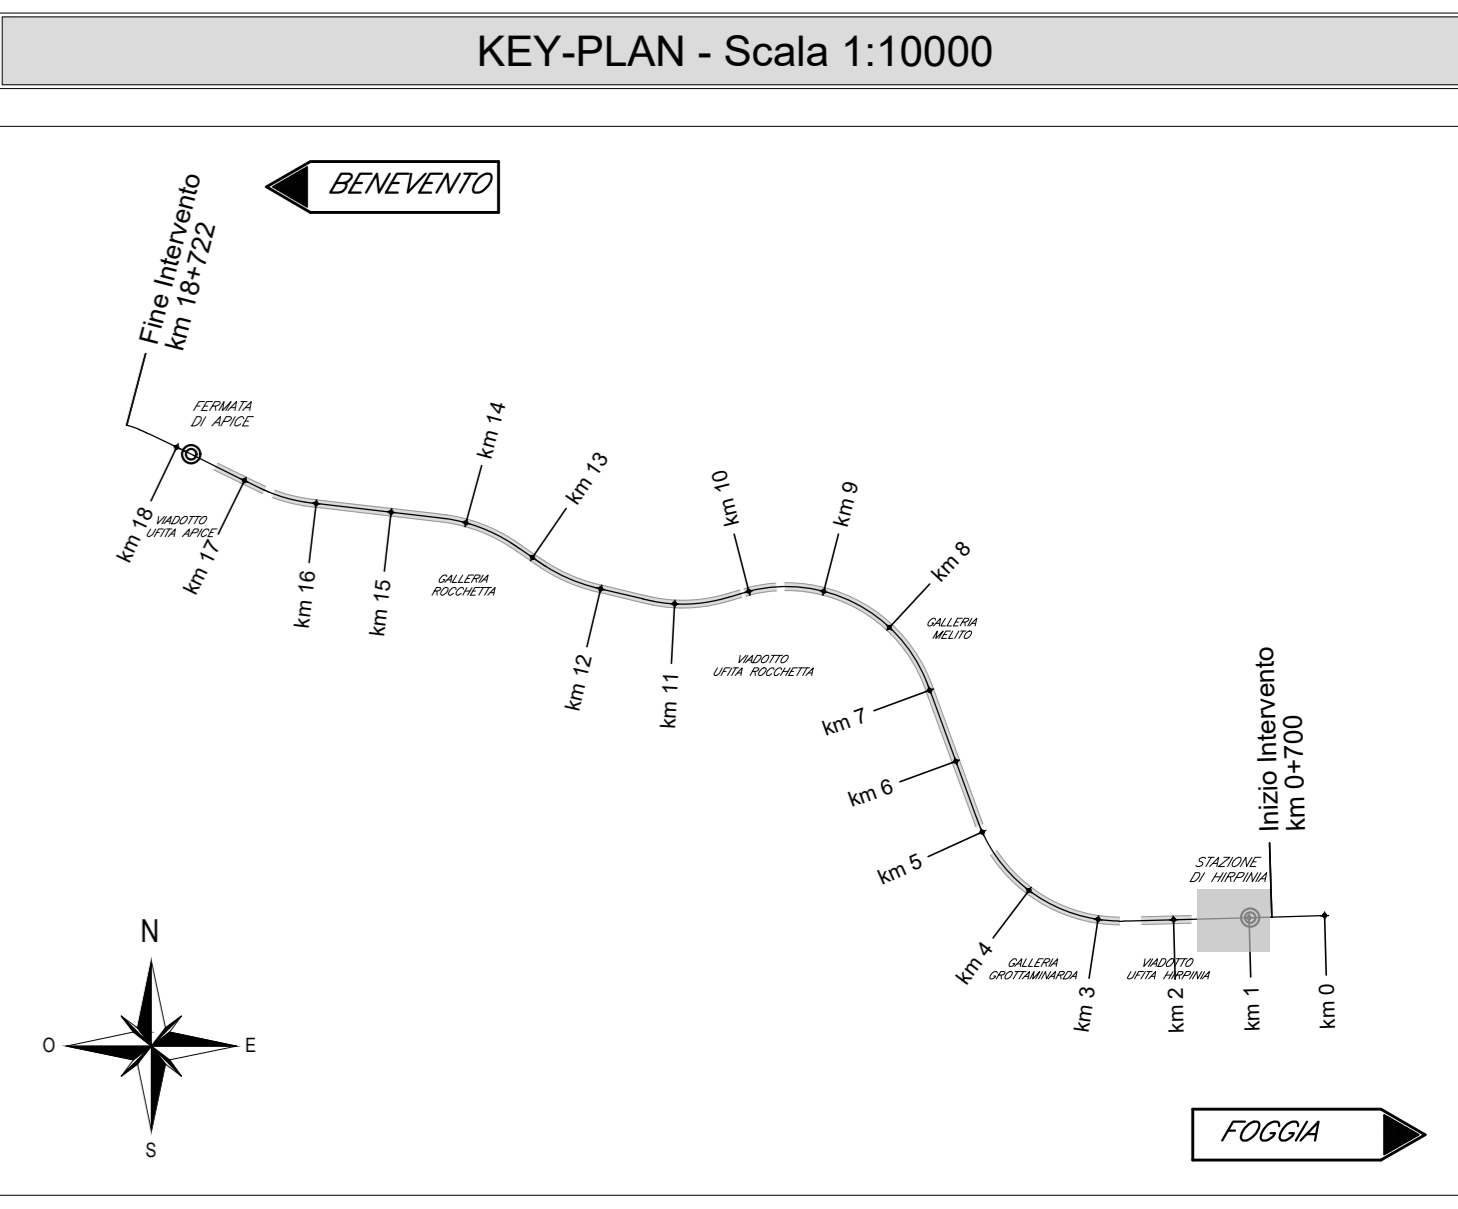 KEY-PLAN - Scala 1:10000
BENEVENTO
Fine Intervento
km 18+722
FERMATA
DI APICE
km 18
VIADOTTO
UFITA APICE
km 17
km 16
km 15
km 14
GALLERIA
ROCCHETTA
km 13
km 12
km 11
km 10
VIADOTTO
UFITA ROCCHETTA
km 9
km 8
GALLERIA
MELITO
km 7
km 6
km 5
Inizio Intervento
km 0+700
STAZIONE
DI HIRPINIA
km 4
GALLERIA
GROTTAMINARDA
km 3
VIADOTTO
UFITA HIRPINIA
km 2
km 1
km 0
N
O
E
S
FOGGIA